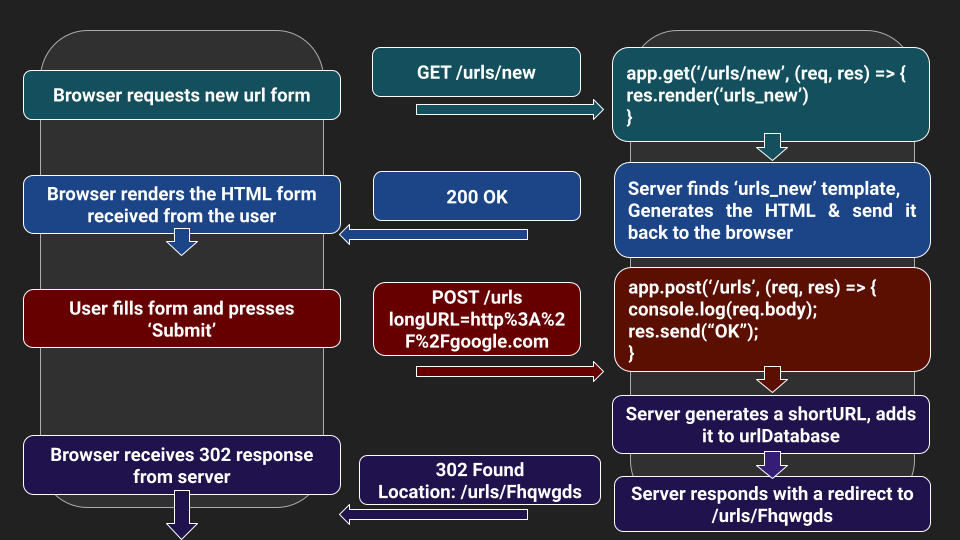 Browser requests new url form
GET /urls/new
app.get(‘/urls/new’, (req, res) => {
res.render(‘urls_new’)
}
Browser renders the HTML form
received from the user
200 OK
Server finds ‘urls_new’ template,
Generates the HTML & send it
back to the browser
User fills form and presses
‘Submit’
POST /urls
longURL=http%3A%2
F%2Fgoogle.com
app.post(‘/urls’, (req, res) => {
console.log(req.body);
res.send(“OK”);
}
Server generates a shortURL, adds
it to urlDatabase
Browser receives 302 response
from server
302 Found
Location: /urls/Fhqwgds
Server responds with a redirect to
/urls/Fhqwgds